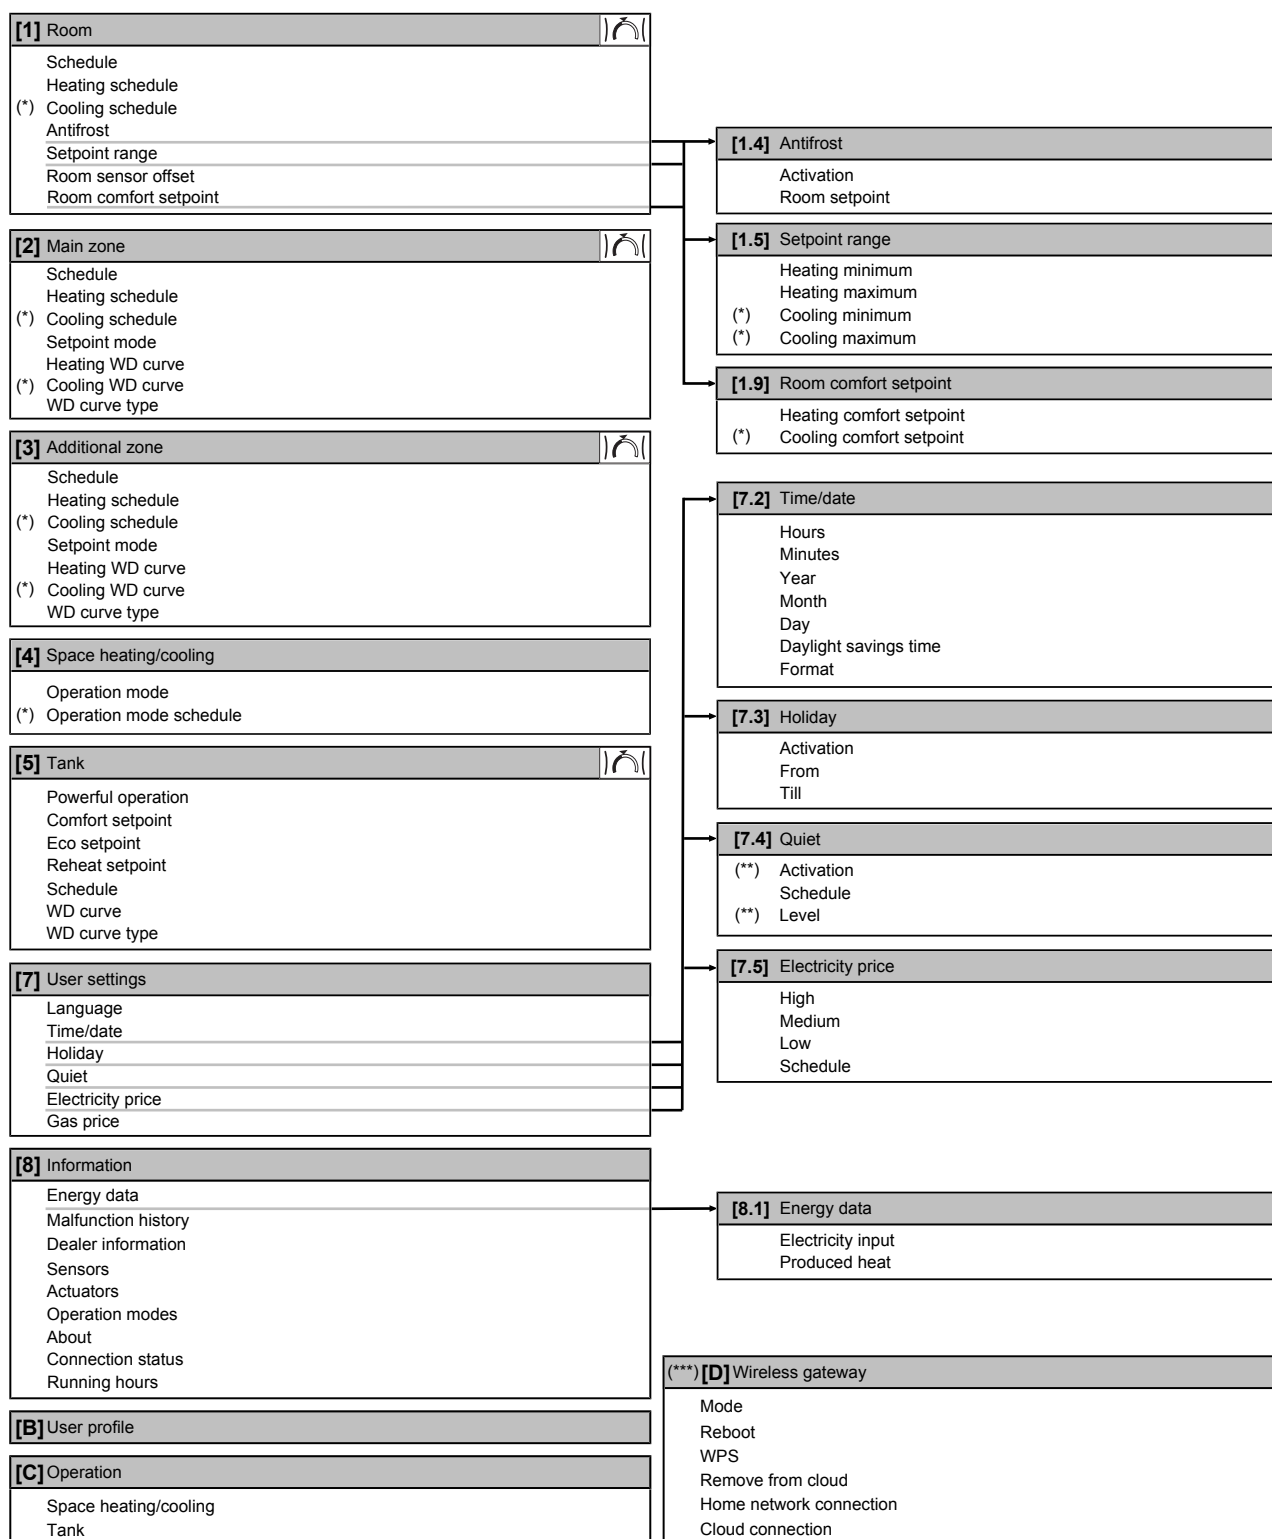 [1] Room
Schedule
Heating schedule
(*) Cooling schedule
Antifrost
Setpoint range
Room sensor offset
Room comfort setpoint
[2] Main zone
Schedule
Heating schedule
(*) Cooling schedule
Setpoint mode
Heating WD curve
(*) Cooling WD curve
WD curve type
[3] Additional zone
Schedule
Heating schedule
(*) Cooling schedule
Setpoint mode
Heating WD curve
(*) Cooling WD curve
WD curve type
[4] Space heating/cooling
Operation mode
(*) Operation mode schedule
[5] Tank
Powerful operation
Comfort setpoint
Eco setpoint
Reheat setpoint
Schedule
WD curve
WD curve type
[7] User settings
Language
Time/date
Holiday
Quiet
Electricity price
Gas price
[8] Information
Energy data
Malfunction history
Dealer information
Sensors
Actuators
Operation modes
About
Connection status
Running hours
[B] User profile
[C] Operation
Space heating/cooling
Tank
[1.4] Antifrost
Activation
Room setpoint
[1.5] Setpoint range
Heating minimum
Heating maximum
(*) Cooling minimum
(*) Cooling maximum
[1.9] Room comfort setpoint
Heating comfort setpoint
(*) Cooling comfort setpoint
[7.2] Time/date
Hours
Minutes
Year
Month
Day
Daylight savings time
Format
[7.3] Holiday
Activation
From
Till
[7.4] Quiet
(**) Activation
Schedule
(**) Level
[7.5] Electricity price
High
Medium
Low
Schedule
[8.1] Energy data
Electricity input
Produced heat
(***) [D] Wireless gateway
Mode
Reboot
WPS
Remove from cloud
Home network connection
Cloud connection